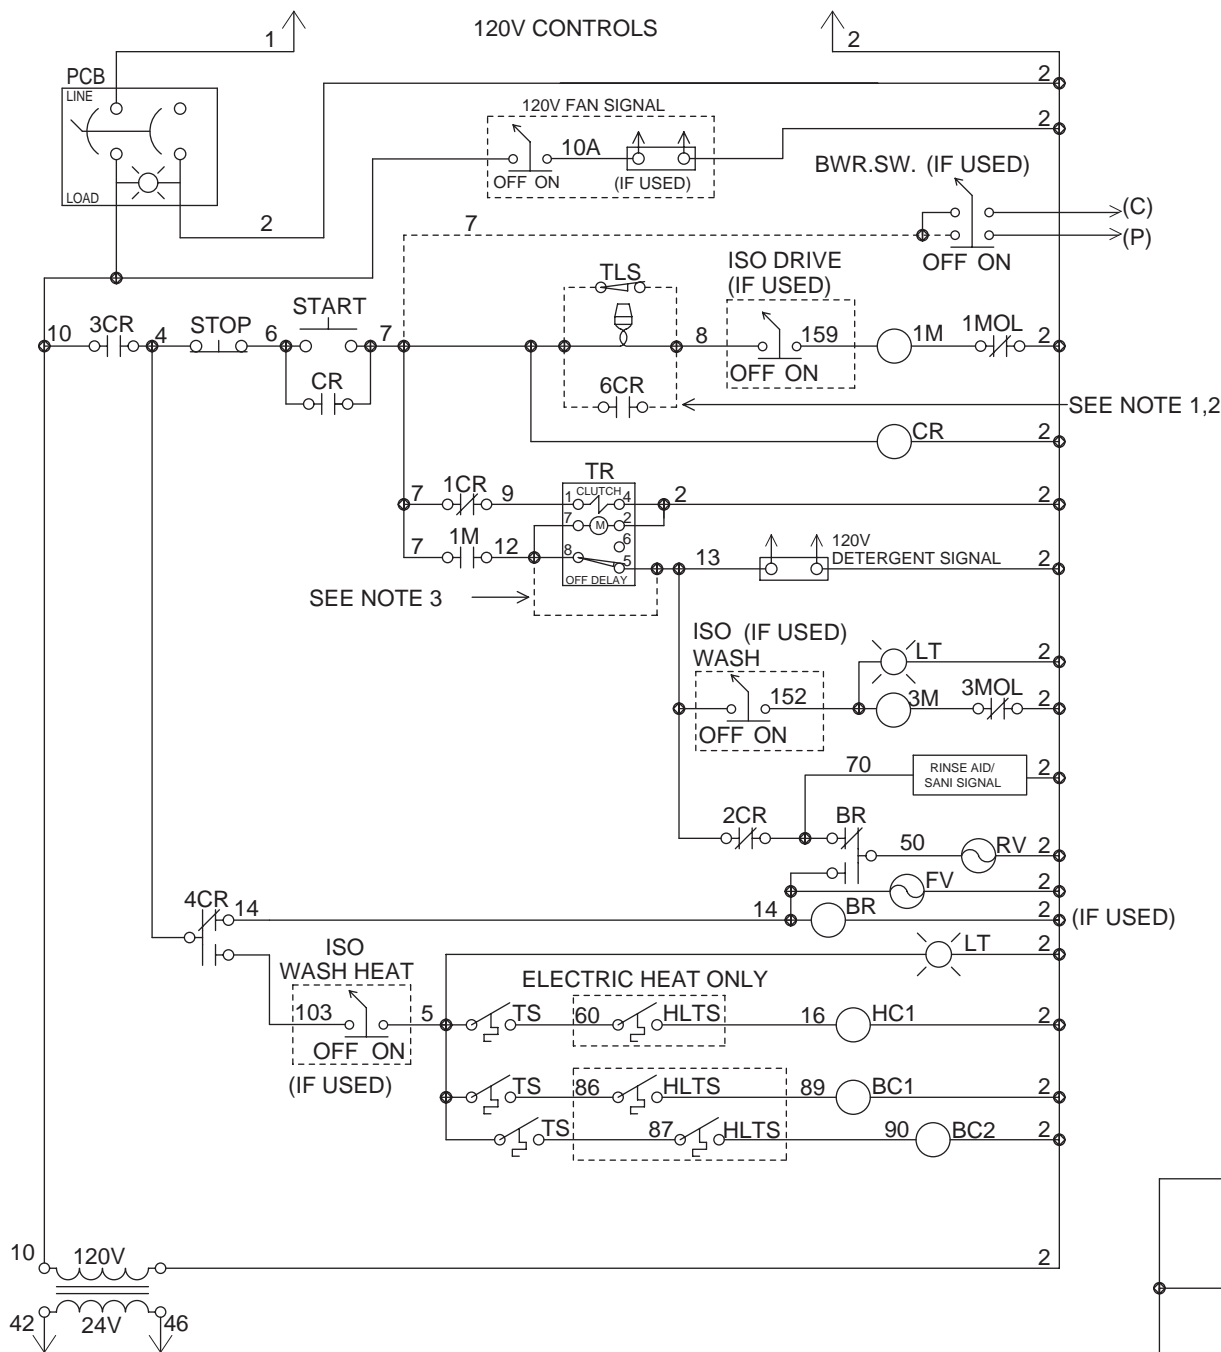 120V CONTROLS
1
2
PCB
LINE
LOAD
2
2
120V FAN SIGNAL
10A
OFF ON
(IF USED)
2
BWR.SW. (IF USED)
(C)
(P)
OFF ON
7
TLS
ISO DRIVE
(IF USED)
10
3CR
4
STOP
6
START
7
8
159
1M
1MOL
2
OFF ON
CR
6CR
SEE NOTE 1,2
CR
2
TR
7
1CR
9
1
CLUTCH
4
2
2
7
M
2
6
7
1M
12
8
5
OFF DELAY
13
120V
DETERGENT SIGNAL
2
SEE NOTE 3
ISO (IF USED)
WASH
LT
2
152
3M
3MOL
2
OFF ON
70
RINSE AID/
SANI SIGNAL
2
2CR
BR
50
RV
2
FV
2
4CR
14
14
BR
2
(IF USED)
ISO
WASH HEAT
LT
2
ELECTRIC HEAT ONLY
103
5
TS
60
HLTS
16
HC1
2
OFF ON
(IF USED)
TS
86
HLTS
89
BC1
2
TS
87
HLTS
90
BC2
2
10
120V
2
42
24V
46